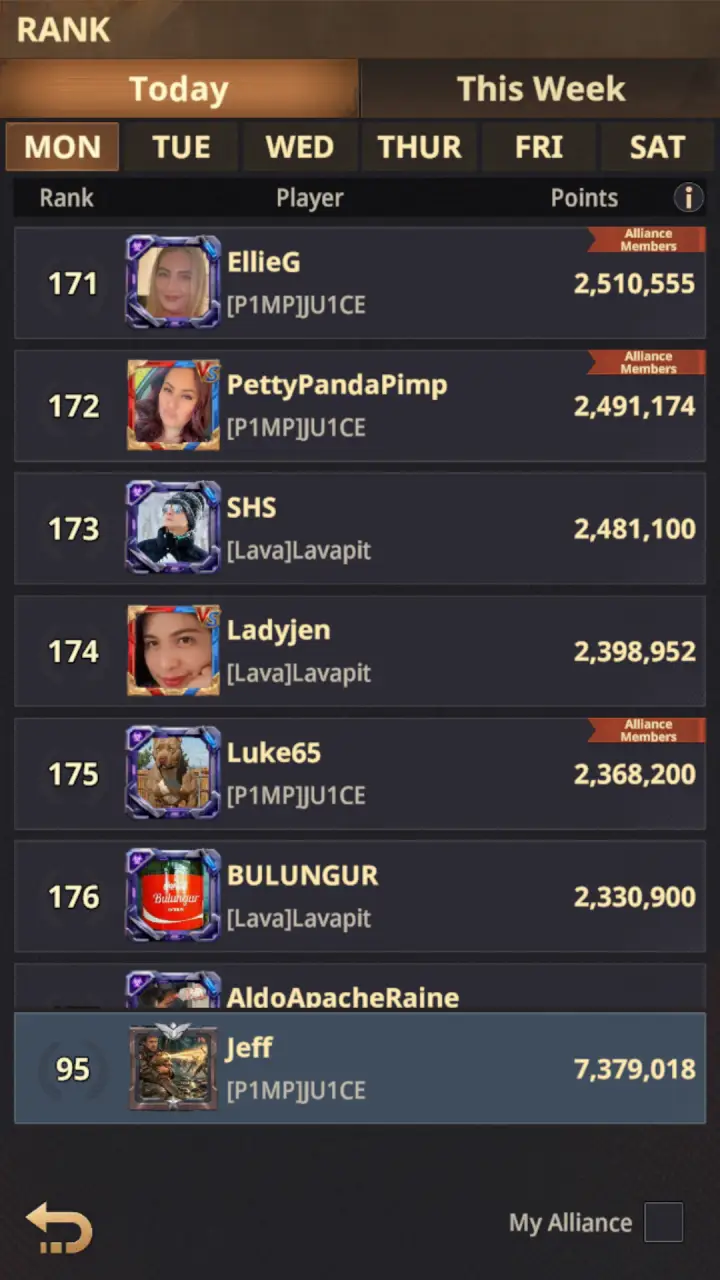 RANK
Today This Week
MON TUE WED THUR FRI SAT
Rank Player Points i
Alliance
Members
171 EllieG 2,510,555
[P1MP]JU1CE
Alliance
Members
VS
172 PettyPandaPimp 2,491,174
[P1MP]JU1CE
173 SHS 2,481,100
[Lava]Lavapit
VS
174 Ladyjen 2,398,952
[Lava]Lavapit
Alliance
Members
175 Luke65 2,368,200
[P1MP]JU1CE
176 BULUNGUR 2,330,900
Bulungur
[Lava]Lavapit
AldoApacheRaine
95 Jeff 7,379,018
[P1MP]JU1CE
My Alliance